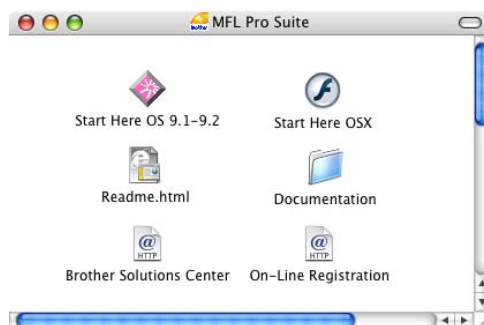 MFL Pro Suite
Start Here OS 9.1-9.2
Start Here OSX
Readme.html
Documentation
HTTP
HTTP
Brother Solutions Center
On-Line Registration